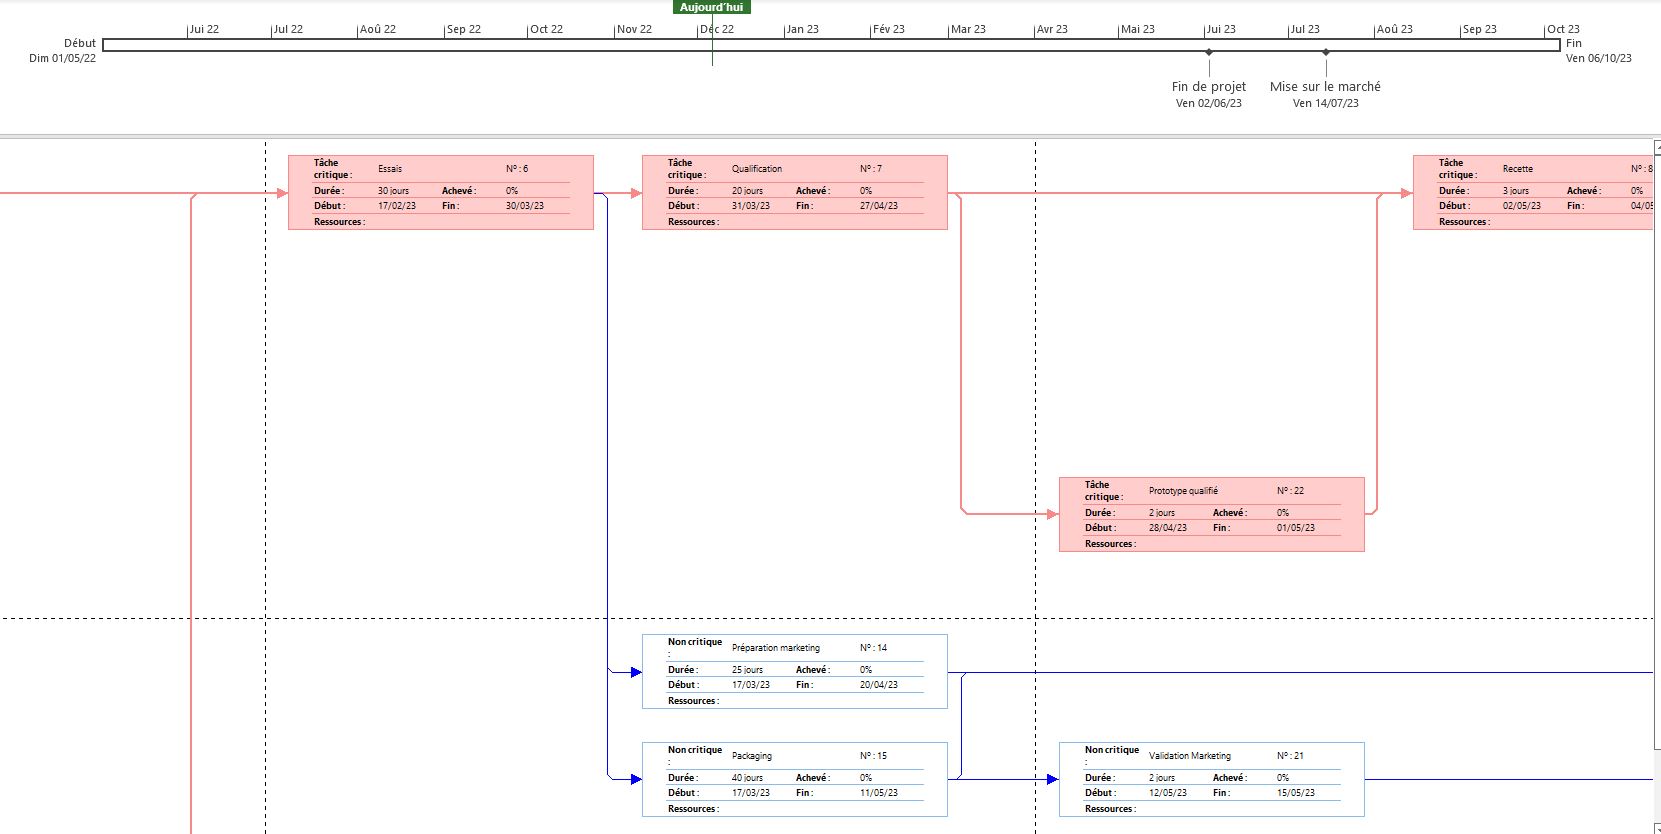 Aujourd'hui
Jui 22 Jul 22 Aoû 22 Sep 22 Oct 22 Nov 22 Déc 22 Jan 23 Fév 23 Mar 23 Avr 23 Mai 23 Jui 23 Jul 23 Aoû 23 Sep 23 Oct 23
Début
Dim 01/05/22
Fin
Ven 06/10/23
Fin de projet
Ven 02/06/23
Mise sur le marché
Ven 14/07/23
Tâche
critique : Essais Nº : 6
Durée : 30 jours Achevé : 0%
Début : 17/02/23 Fin : 30/03/23
Ressources :
Tâche
critique : Qualification Nº : 7
Durée : 20 jours Achevé : 0%
Début : 31/03/23 Fin : 27/04/23
Ressources :
Tâche
critique : Recette Nº : 8
Durée : 3 jours Achevé : 0%
Début : 02/05/23 Fin : 04/05
Ressources :
Tâche
critique : Prototype qualifié Nº : 22
Durée : 2 jours Achevé : 0%
Début : 28/04/23 Fin : 01/05/23
Ressources :
Non critique
: Préparation marketing Nº : 14
Durée : 25 jours Achevé : 0%
Début : 17/03/23 Fin : 20/04/23
Ressources :
Non critique
: Packaging Nº : 15
Durée : 40 jours Achevé : 0%
Début : 17/03/23 Fin : 11/05/23
Ressources :
Non critique
: Validation Marketing Nº : 21
Durée : 2 jours Achevé : 0%
Début : 12/05/23 Fin : 15/05/23
Ressources :